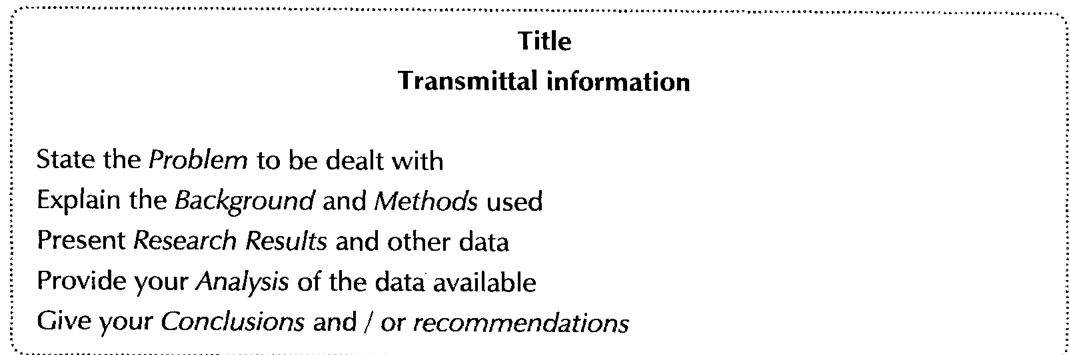 Title
Transmittal information
State the Problem to be dealt with
Explain the Background and Methods used
Present Research Results and other data
Provide your Analysis of the data available
Give your Conclusions and / or recommendations